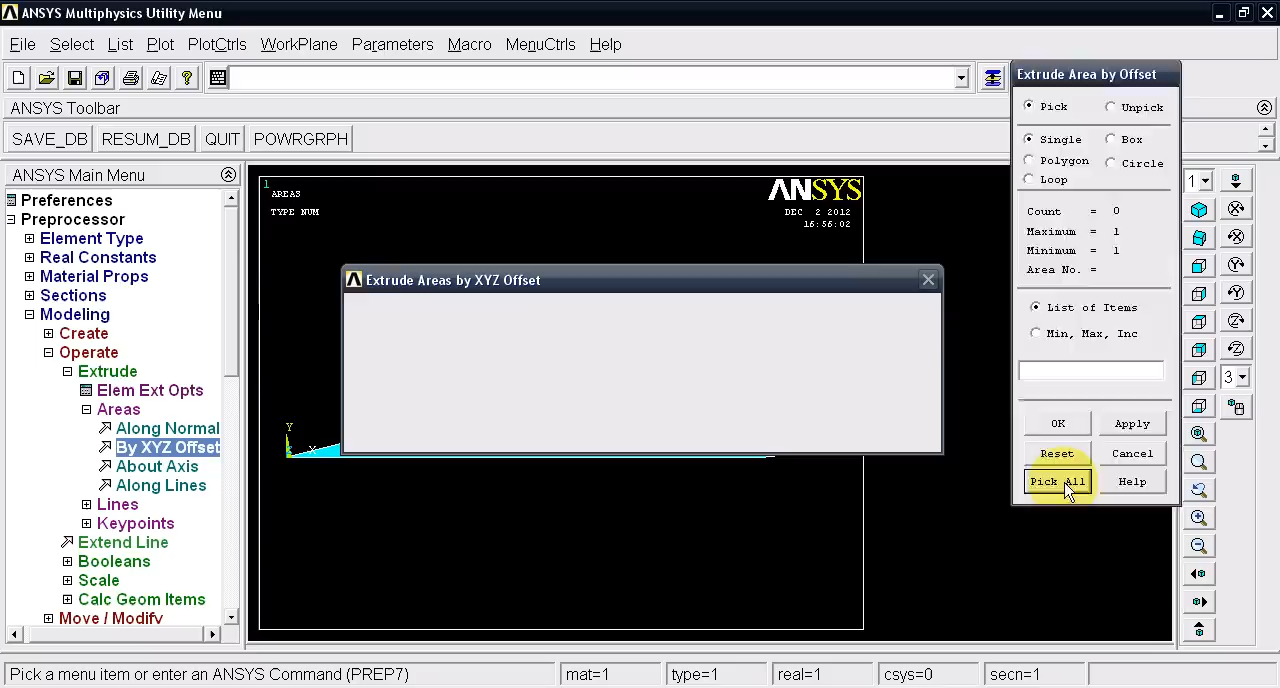 ANSYS Multiphysics Utility Menu
File Select List Plot PlotCtrls WorkPlane Parameters Macro MenuCtrls Help
ANSYS Toolbar
SAVE_DB RESUM_DB QUIT POWRGRPH
ANSYS Main Menu
Preferences
Preprocessor
Element Type
Real Constants
Material Props
Sections
Modeling
Create
Operate
Extrude
Elem Ext Opts
Areas
Along Normal
By XYZ Offset
About Axis
Along Lines
Lines
Keypoints
Extend Line
Booleans
Scale
Calc Geom Items
Move / Modify
1
AREAS
TYPE NUM
ANSYS
DEC 2 2012
16:56:02
Y
X
Extrude Areas by XYZ Offset
Extrude Area by Offset
Pick Unpick
Single Box
Polygon Circle
Loop
Count = 0
Maximum = 1
Minimum = 1
Area No. =
List of Items
Min, Max, Inc
OK Apply
Reset Cancel
Pick All Help
1
3
Pick a menu item or enter an ANSYS Command (PREP7) mat=1 type=1 real=1 csys=0 secn=1